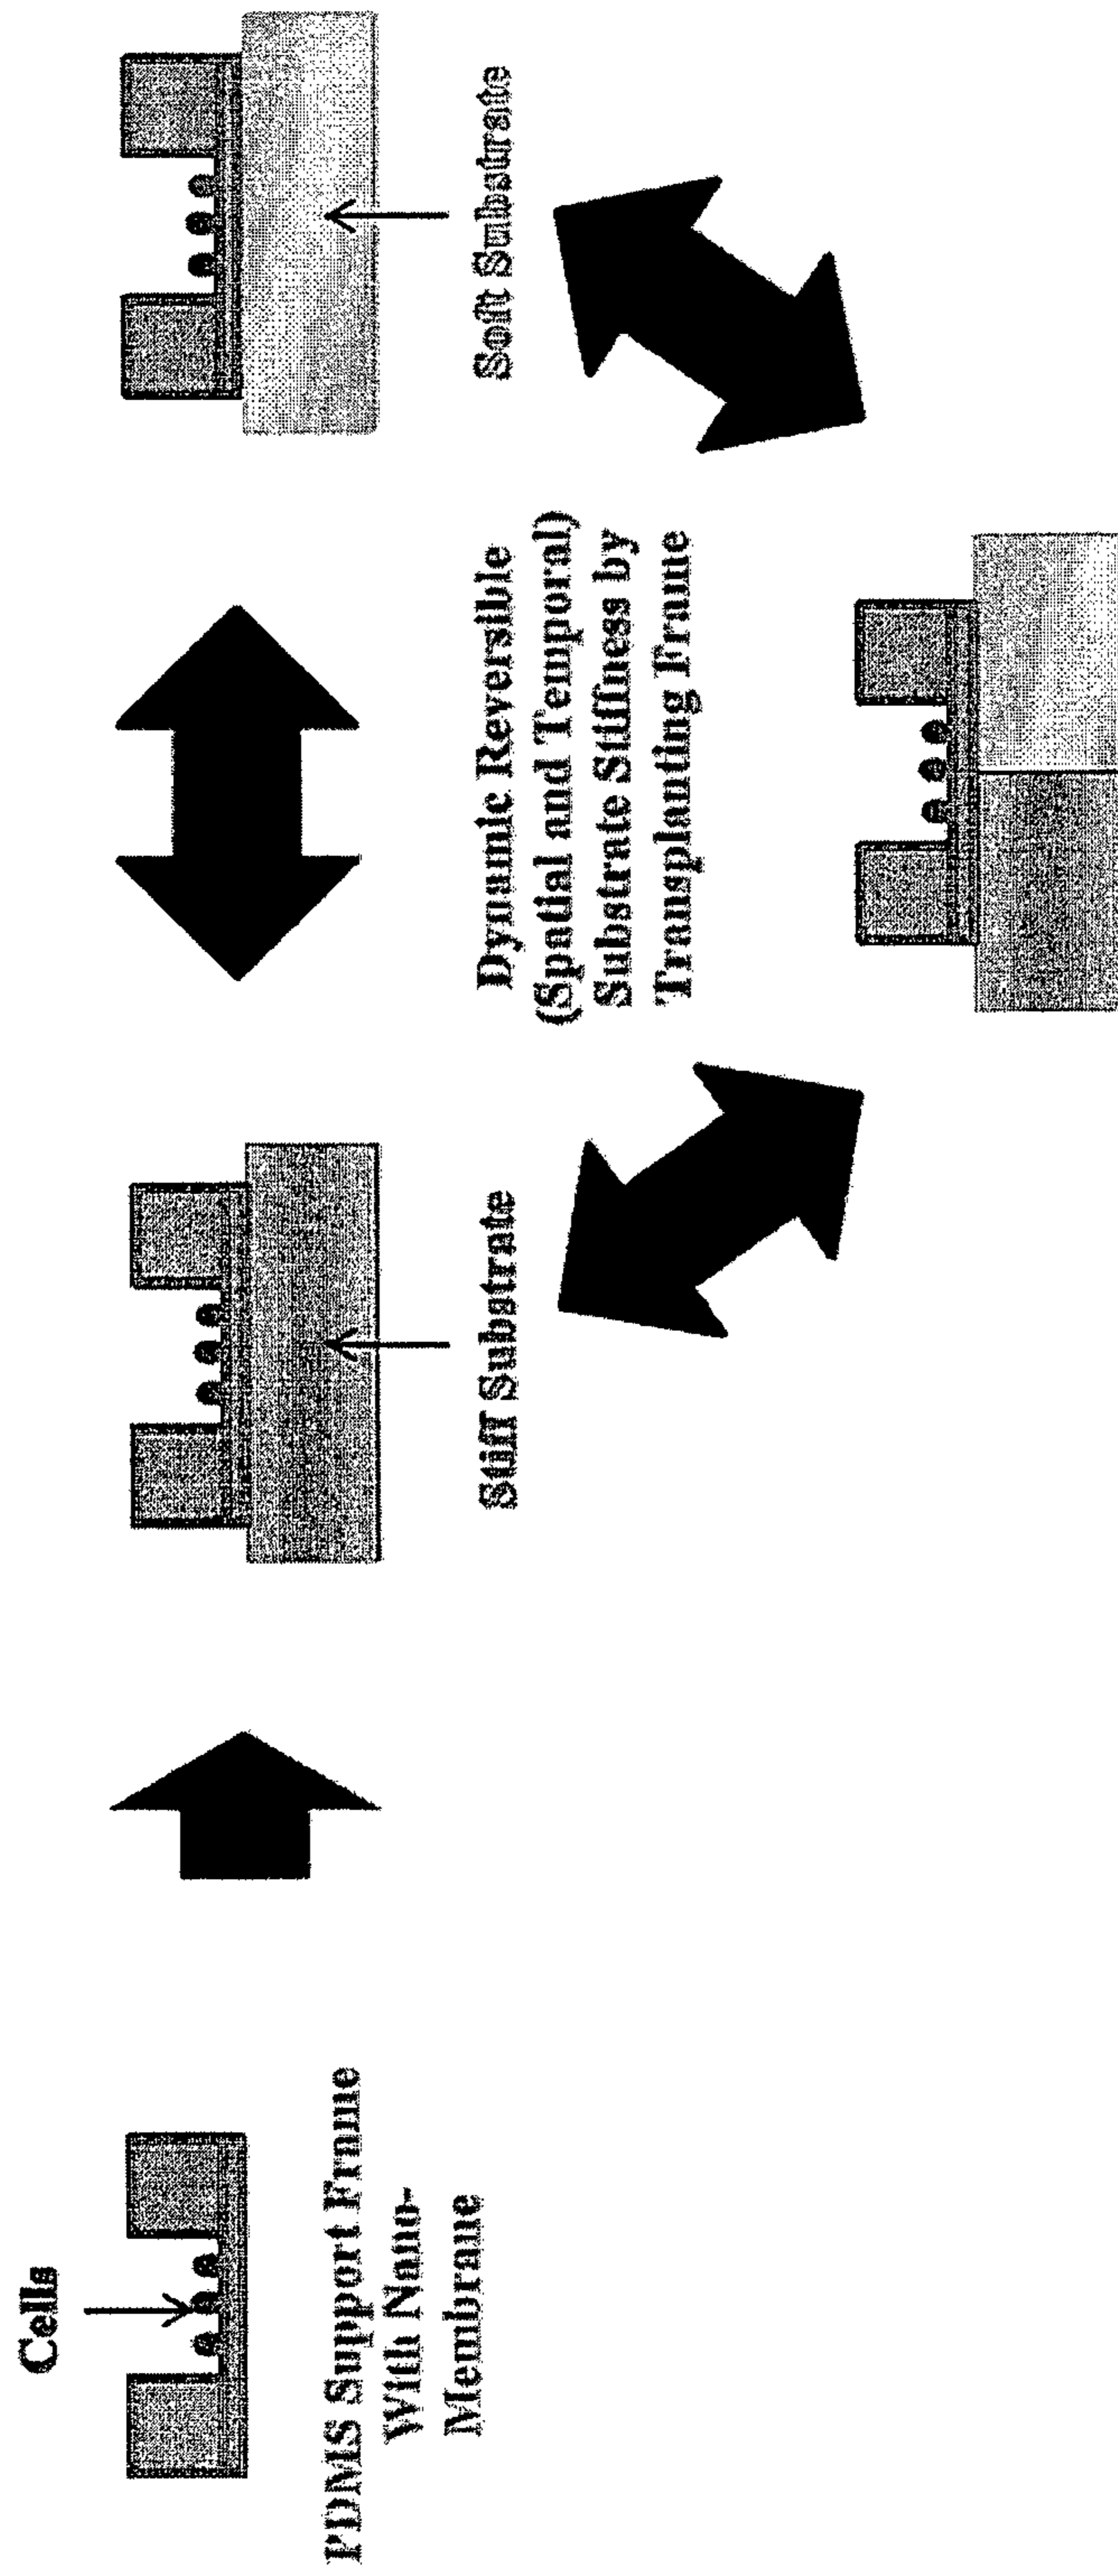 Cells
PDMS Support Frame
With Nano-
Membrane
Stiff Substrate
Dynamic Reversible
(Spatial and Temporal)
Substrate Stiffness by
Transplanting Frame
Soft Substrate